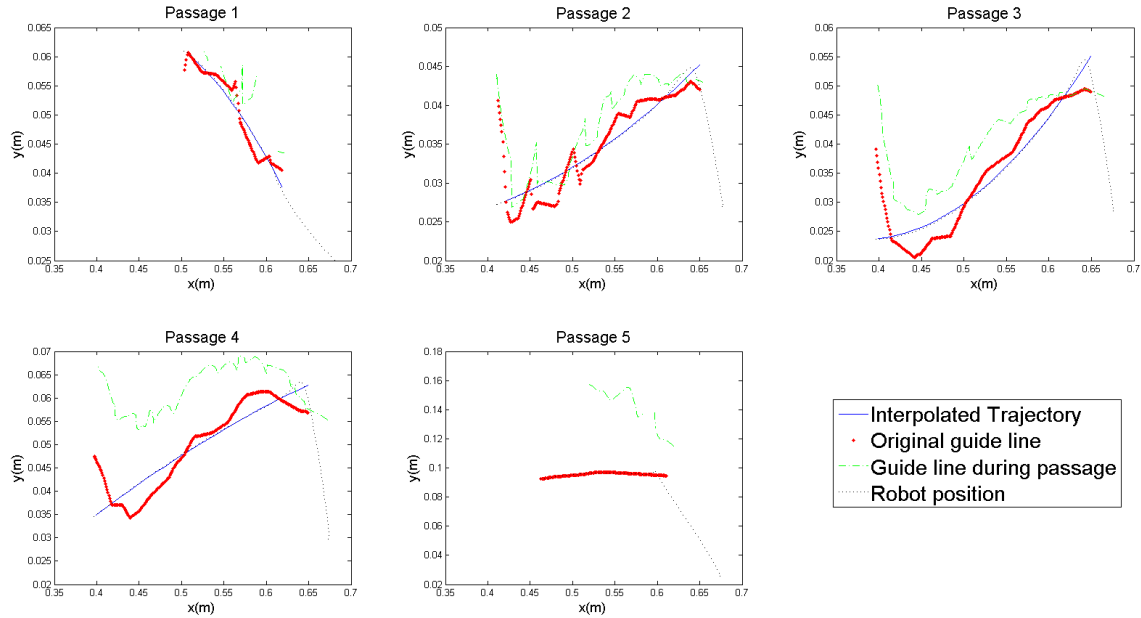 Passage 1
0.065
0.06
0.055
0.05
0.045
0.04
0.035
0.03
0.025
y(m)
0.35 0.4 0.45 0.5 0.55 0.6 0.65 0.7
x(m)
Passage 2
0.05
0.045
0.04
0.035
0.03
0.025
0.02
y(m)
0.35 0.4 0.45 0.5 0.55 0.6 0.65 0.7
x(m)
Passage 3
0.06
0.055
0.05
0.045
0.04
0.035
0.03
0.025
0.02
y(m)
0.35 0.4 0.45 0.5 0.55 0.6 0.65 0.7
x(m)
Passage 4
0.07
0.065
0.06
0.055
0.05
0.045
0.04
0.035
0.03
0.025
0.02
y(m)
0.35 0.4 0.45 0.5 0.55 0.6 0.65 0.7
x(m)
Passage 5
0.18
0.16
0.14
0.12
0.1
0.08
0.06
0.04
0.02
y(m)
0.35 0.4 0.45 0.5 0.55 0.6 0.65 0.7
x(m)
Interpolated Trajectory
Original guide line
Guide line during passage
Robot position